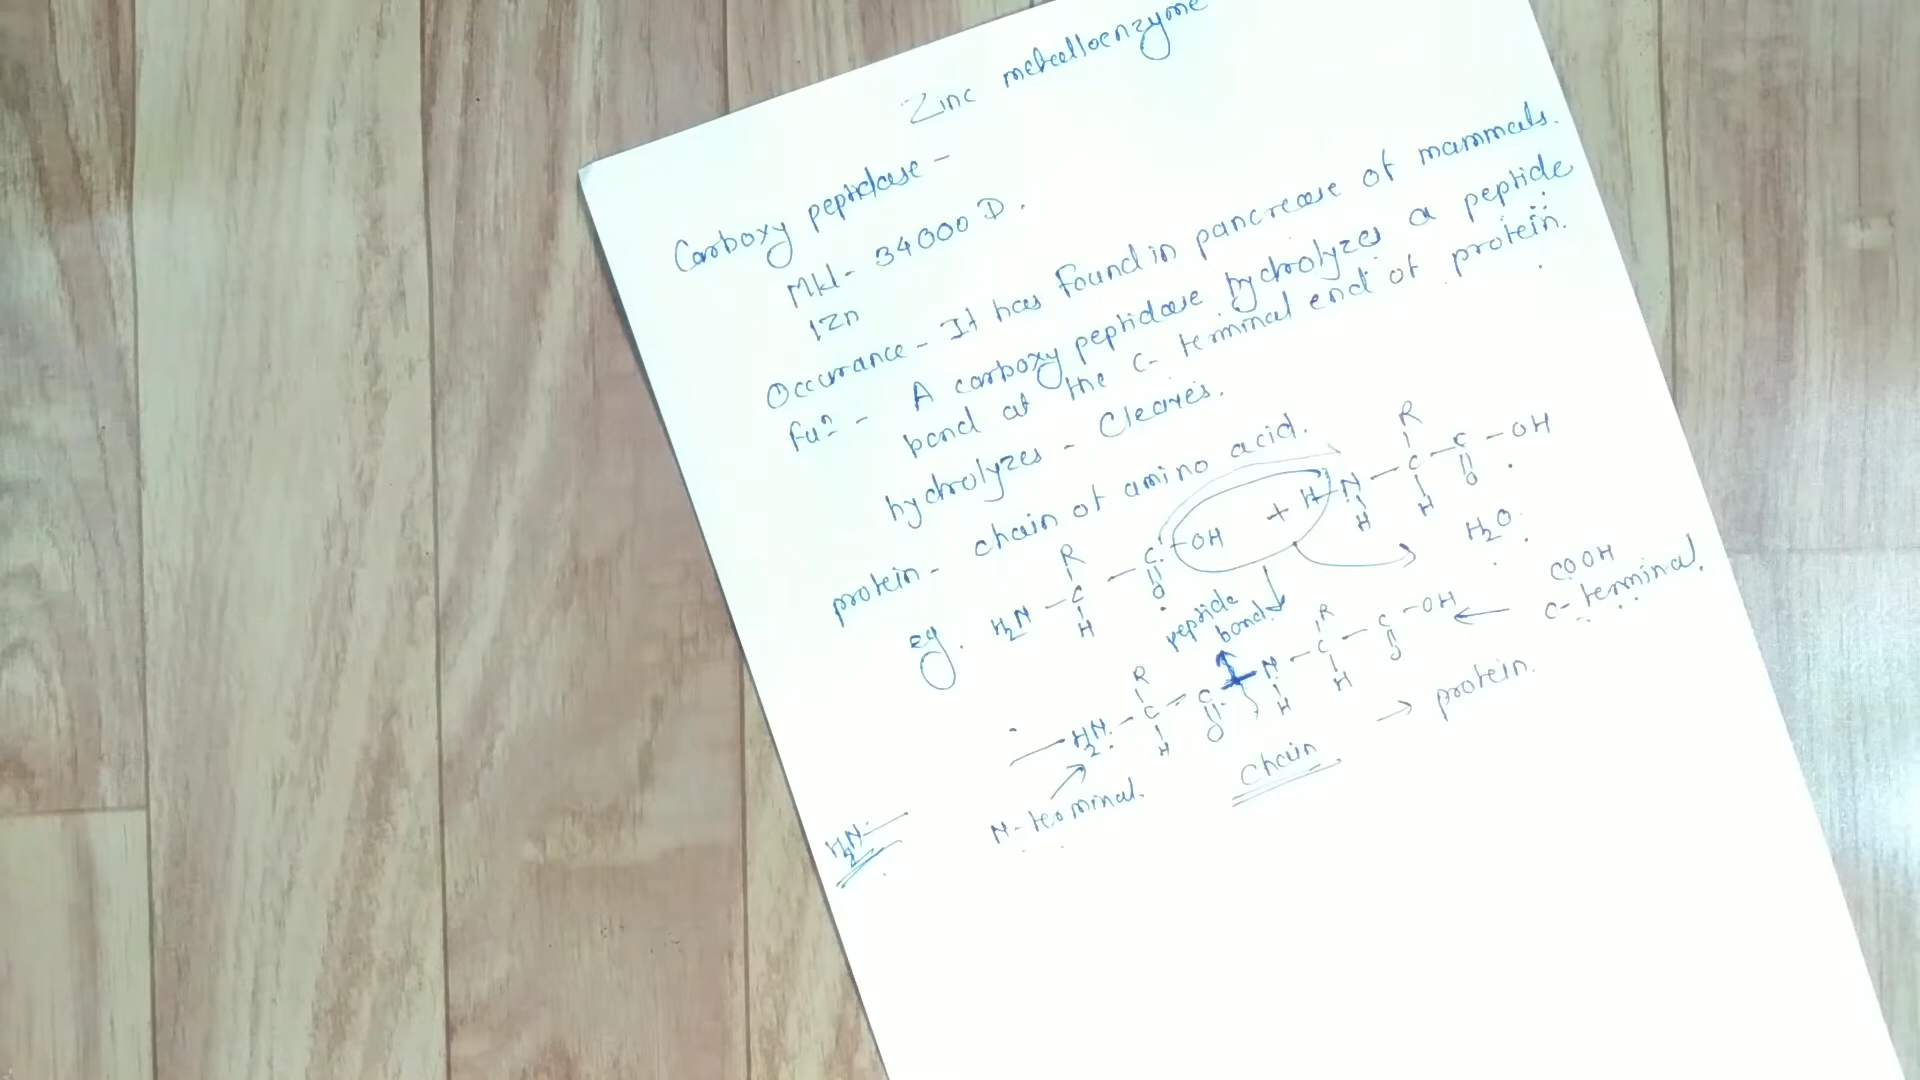 Zinc metalloenzyme
Carboxy peptidase -
Mkl - 34000 D.
1Zn
Occurance - It has found in pancrease of mammals.
fun - A carboxy peptidase hydrolyzes a peptide
bond at the C- terminal end of protein.
hydrolyzes - Cleaves.
protein - chain of amino acid.
eg. H2N - C - C - OH + H - N - C - C - OH
R H O H R H O
H2O
peptide
bond.
COOH
C- terminal.
H2N - C - C - N - C - C - OH
R H O H R H O
N- terminal.
chain
→ protein.
H2N -